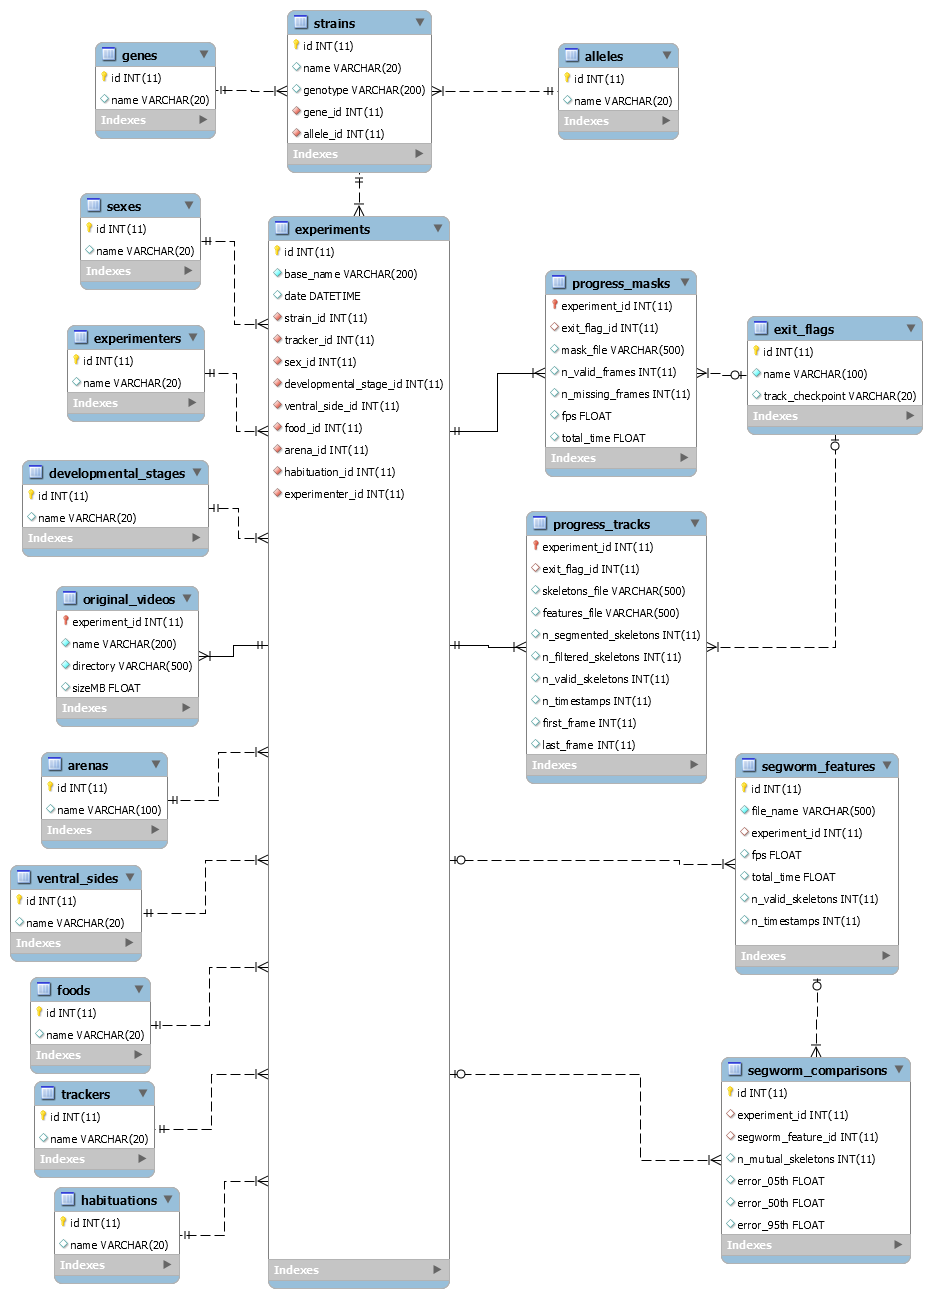 strains
id INT(11)
name VARCHAR(20)
genotype VARCHAR(200)
gene_id INT(11)
allele_id INT(11)
Indexes
genes
id INT(11)
name VARCHAR(20)
Indexes
alleles
id INT(11)
name VARCHAR(20)
Indexes
sexes
id INT(11)
name VARCHAR(20)
Indexes
experimenters
id INT(11)
name VARCHAR(20)
Indexes
developmental_stages
id INT(11)
name VARCHAR(20)
Indexes
original_videos
experiment_id INT(11)
name VARCHAR(200)
directory VARCHAR(500)
sizeMB FLOAT
Indexes
arenas
id INT(11)
name VARCHAR(100)
Indexes
ventral_sides
id INT(11)
name VARCHAR(20)
Indexes
foods
id INT(11)
name VARCHAR(20)
Indexes
trackers
id INT(11)
name VARCHAR(20)
Indexes
habituations
id INT(11)
name VARCHAR(20)
Indexes
experiments
id INT(11)
base_name VARCHAR(200)
date DATETIME
strain_id INT(11)
tracker_id INT(11)
sex_id INT(11)
developmental_stage_id INT(11)
ventral_side_id INT(11)
food_id INT(11)
arena_id INT(11)
habituation_id INT(11)
experimenter_id INT(11)
Indexes
progress_masks
experiment_id INT(11)
exit_flag_id INT(11)
mask_file VARCHAR(500)
n_valid_frames INT(11)
n_missing_frames INT(11)
fps FLOAT
total_time FLOAT
Indexes
exit_flags
id INT(11)
name VARCHAR(100)
track_checkpoint VARCHAR(20)
Indexes
progress_tracks
experiment_id INT(11)
exit_flag_id INT(11)
skeletons_file VARCHAR(500)
features_file VARCHAR(500)
n_segmented_skeletons INT(11)
n_filtered_skeletons INT(11)
n_valid_skeletons INT(11)
n_timestamps INT(11)
first_frame INT(11)
last_frame INT(11)
Indexes
segworm_features
id INT(11)
file_name VARCHAR(500)
experiment_id INT(11)
fps FLOAT
total_time FLOAT
n_valid_skeletons INT(11)
n_timestamps INT(11)
Indexes
segworm_comparisons
id INT(11)
experiment_id INT(11)
segworm_feature_id INT(11)
n_mutual_skeletons INT(11)
error_05th FLOAT
error_50th FLOAT
error_95th FLOAT
Indexes